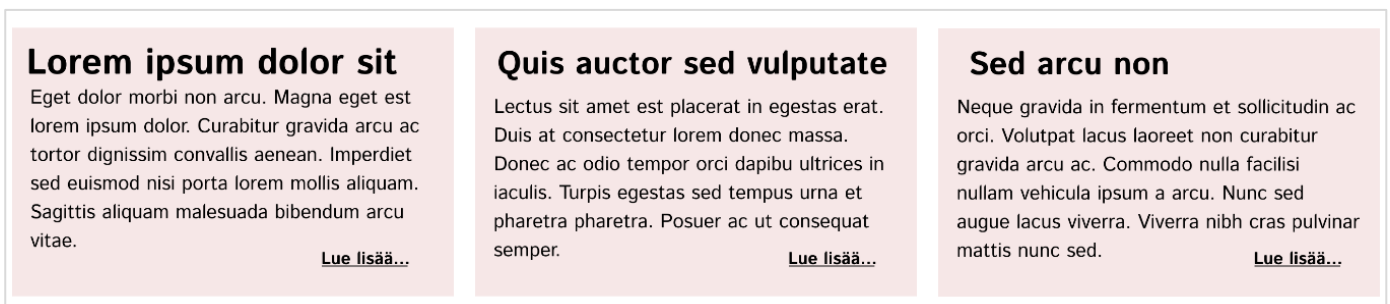 Lorem ipsum dolor sit
Eget dolor morbi non arcu. Magna eget est
lorem ipsum dolor. Curabitur gravida arcu ac
tortor dignissim convallis aenean. Imperdiet
sed euismod nisi porta lorem mollis aliquam.
Sagittis aliquam malesuada bibendum arcu
vitae.
Lue lisää...
Quis auctor sed vulputate
Lectus sit amet est placerat in egestas erat.
Duis at consectetur lorem donec massa.
Donec ac odio tempor orci dapibu ultrices in
iaculis. Turpis egestas sed tempus urna et
pharetra pharetra. Posuer ac ut consequat
semper.
Lue lisää...
Sed arcu non
Neque gravida in fermentum et sollicitudin ac
orci. Volutpat lacus laoreet non curabitur
gravida arcu ac. Commodo nulla facilisi
nullam vehicula ipsum a arcu. Nunc sed
augue lacus viverra. Viverra nibh cras pulvinar
mattis nunc sed.
Lue lisää...